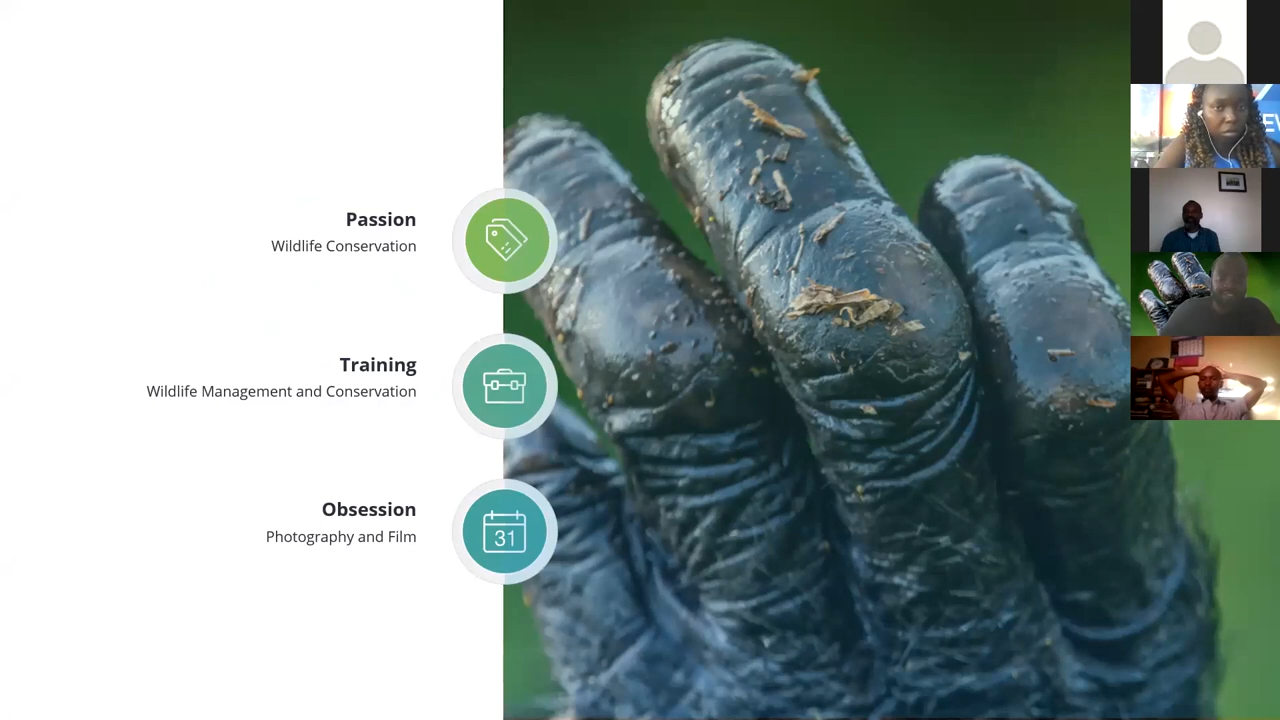 Passion
Wildlife Conservation
Training
Wildlife Management and Conservation
Obsession
Photography and Film
31